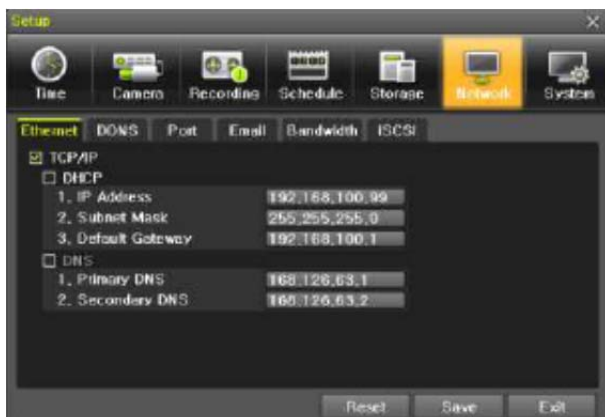 Setup
Time Camera Recording Schedule Storage Network System
Ethernet DDNS Port Email Bandwidth iSCSI
TCP/IP
DHCP
1. IP Address 192.168.100.99
2. Subnet Mask 255.255.255.0
3. Default Gateway 192.168.100.1
DNS
1. Primary DNS 168.126.63.1
2. Secondary DNS 168.126.63.2
Reset Save Exit